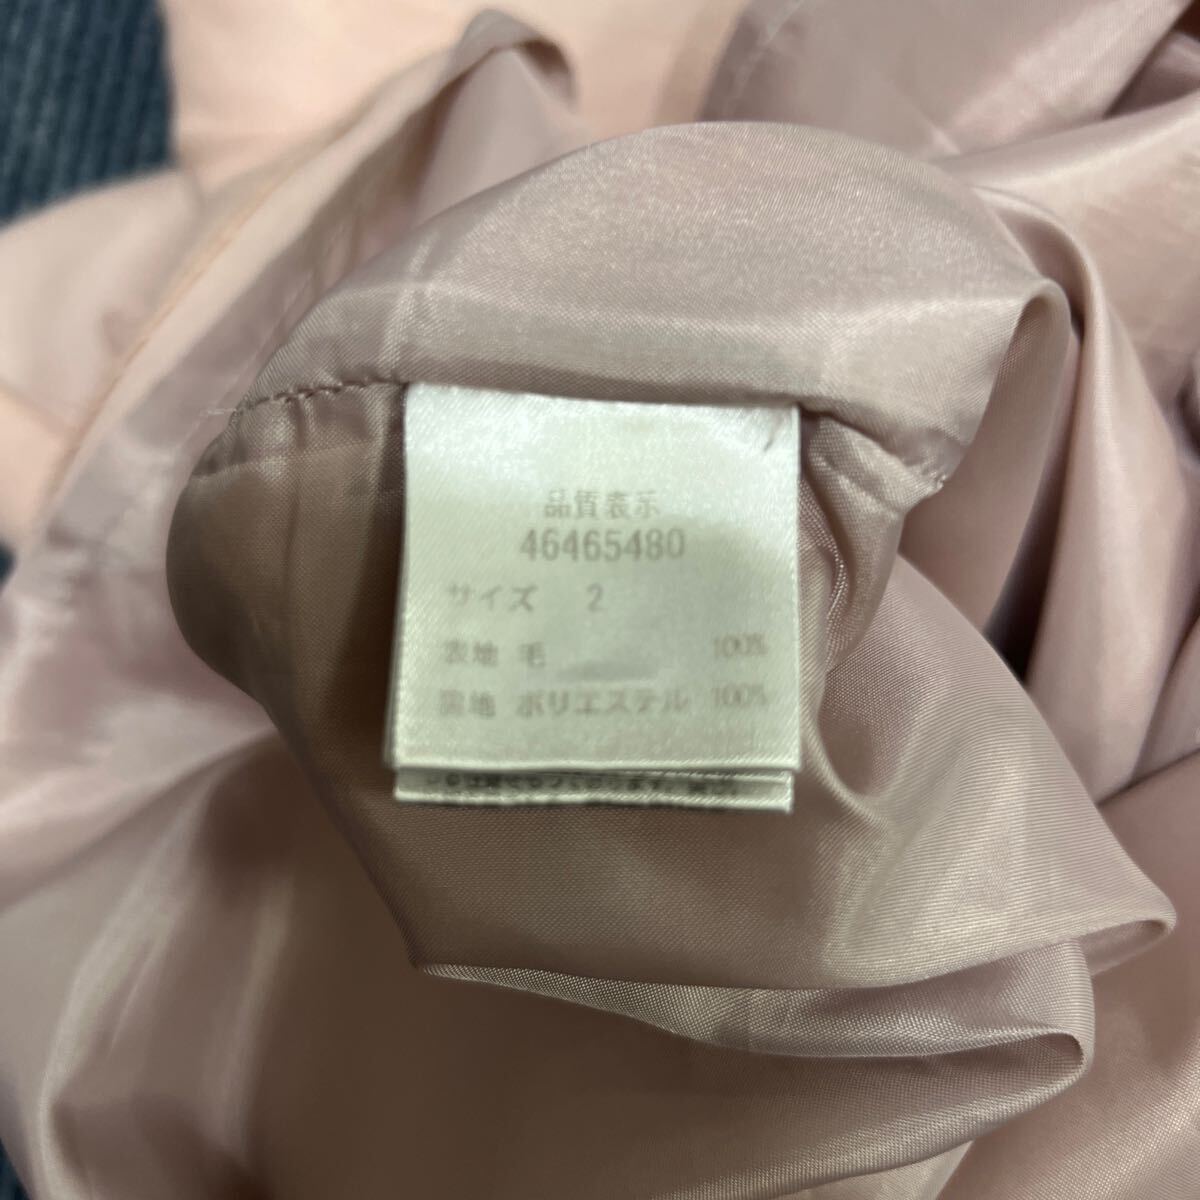 品質表示
46465480
サイズ 2
表地 毛 100%
裏地 ポリエステル 100%